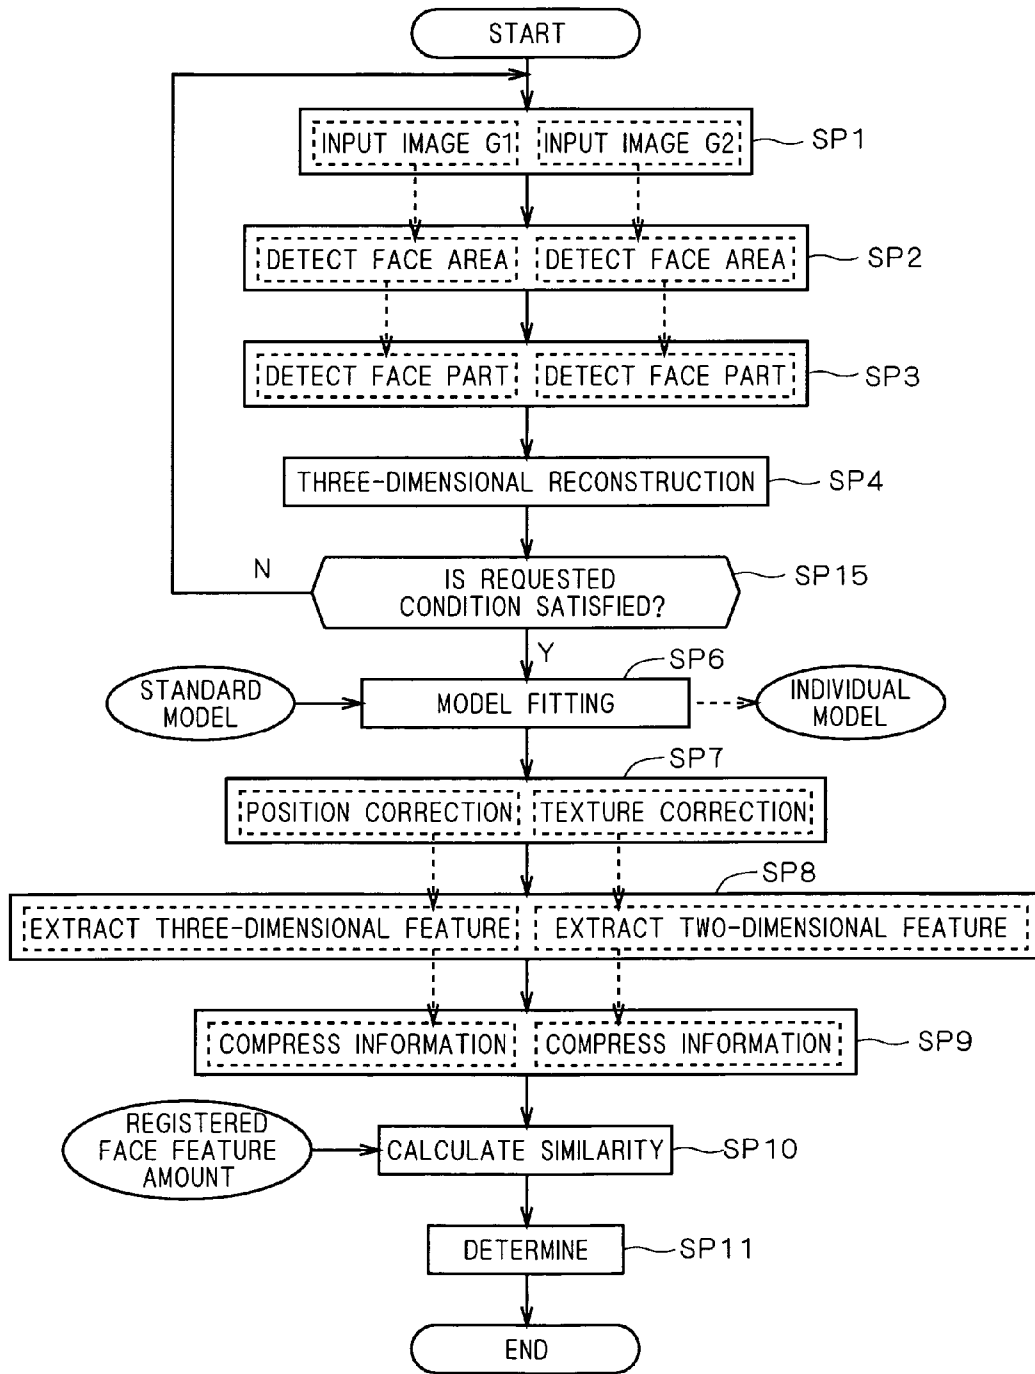 START
INPUT IMAGE G1 INPUT IMAGE G2 SP1
DETECT FACE AREA DETECT FACE AREA SP2
DETECT FACE PART DETECT FACE PART SP3
THREE-DIMENSIONAL RECONSTRUCTION SP4
N
IS REQUESTED
CONDITION SATISFIED?
SP15
Y
SP6
STANDARD
MODEL
MODEL FITTING
INDIVIDUAL
MODEL
SP7
POSITION CORRECTION TEXTURE CORRECTION
SP8
EXTRACT THREE-DIMENSIONAL FEATURE EXTRACT TWO-DIMENSIONAL FEATURE
COMPRESS INFORMATION COMPRESS INFORMATION SP9
REGISTERED
FACE FEATURE
AMOUNT
CALCULATE SIMILARITY SP10
DETERMINE SP11
END